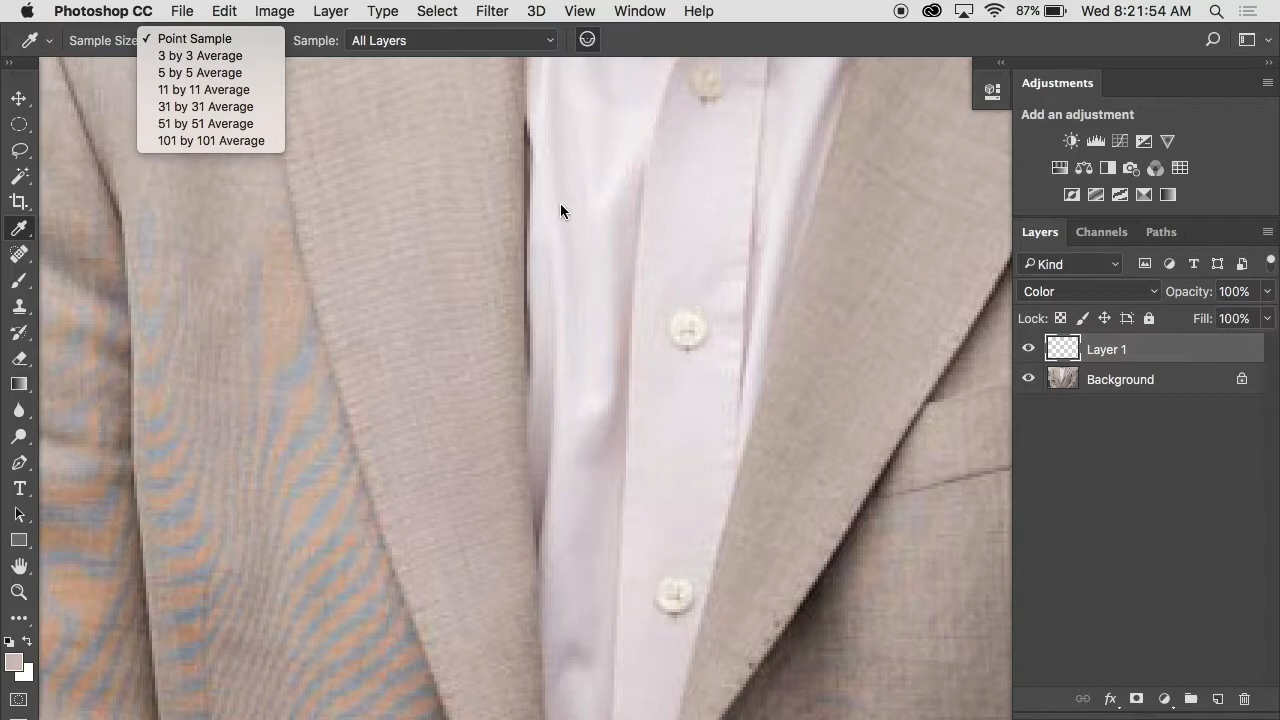 Photoshop CC File Edit Image Layer Type Select Filter 3D View Window Help 87% Wed 8:21:54 AM
Sample Size Point Sample Sample: All Layers
3 by 3 Average
5 by 5 Average
11 by 11 Average
31 by 31 Average
51 by 51 Average
101 by 101 Average
Adjustments
Add an adjustment
Layers Channels Paths
Kind
Color Opacity: 100%
Lock: Fill: 100%
Layer 1
Background